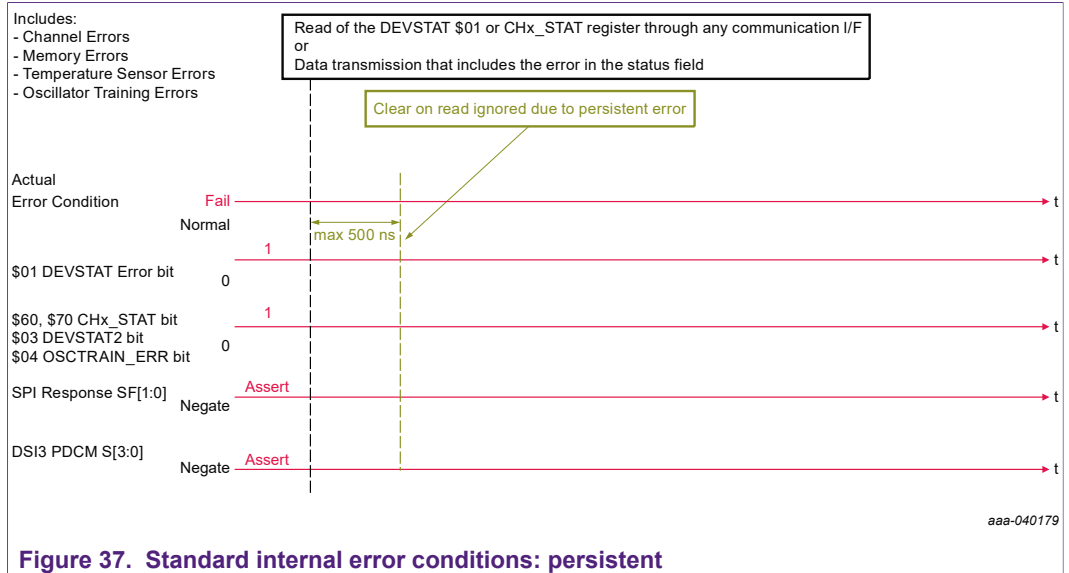 Includes:
- Channel Errors
- Memory Errors
- Temperature Sensor Errors
- Oscillator Training Errors
Read of the DEVSTAT $01 or CHx_STAT register through any communication I/F
or
Data transmission that includes the error in the status field
Clear on read ignored due to persistent error
Actual
Error Condition
Fail
t
Normal
max 500 ns
1
t
$01 DEVSTAT Error bit
0
$60, $70 CHx_STAT bit
1
t
$03 DEVSTAT2 bit
0
$04 OSCTRAIN_ERR bit
SPI Response SF[1:0]
Assert
t
Negate
DSI3 PDCM S[3:0]
Assert
Negate
t
aaa-040179
Figure 37. Standard internal error conditions: persistent